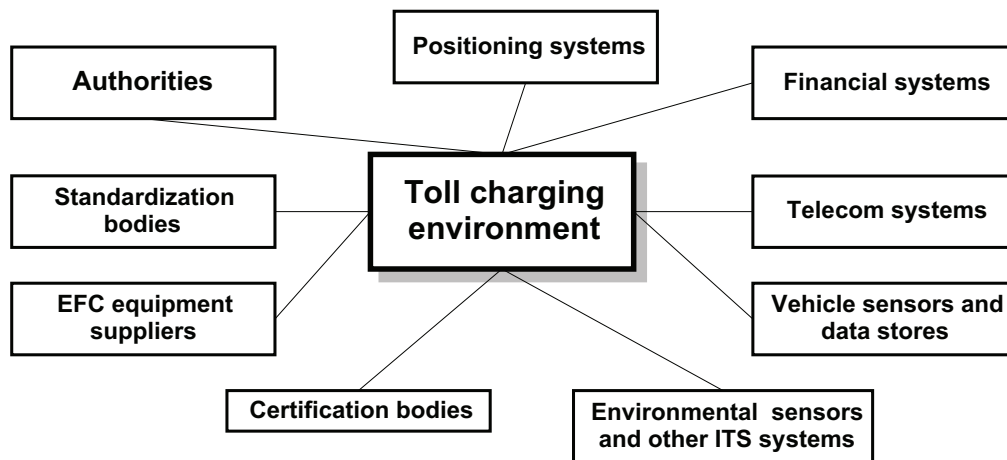 Positioning systems
Authorities
Financial systems
Toll charging
environment
Standardization
bodies
Telecom systems
EFC equipment
suppliers
Vehicle sensors and
data stores
Certification bodies
Environmental  sensors
and other ITS systems